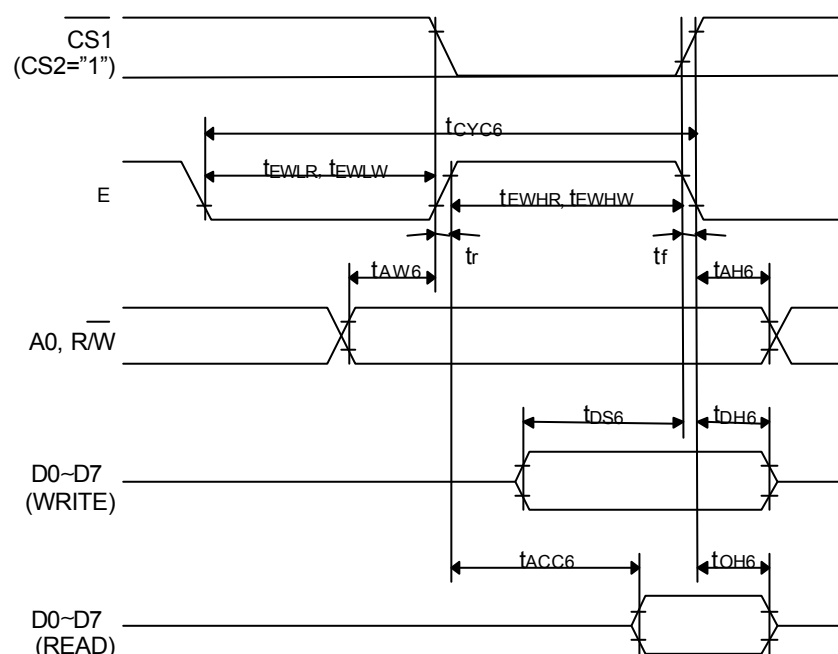 CS1
(CS2=”1”)
tCYC6
tEWLR, tEWLW
E
tEWHR, tEWHW
tr
tf
tAW6
tAH6
A0, R/W
tDS6
tDH6
D0~D7
(WRITE)
tACC6
tOH6
D0~D7
(READ)